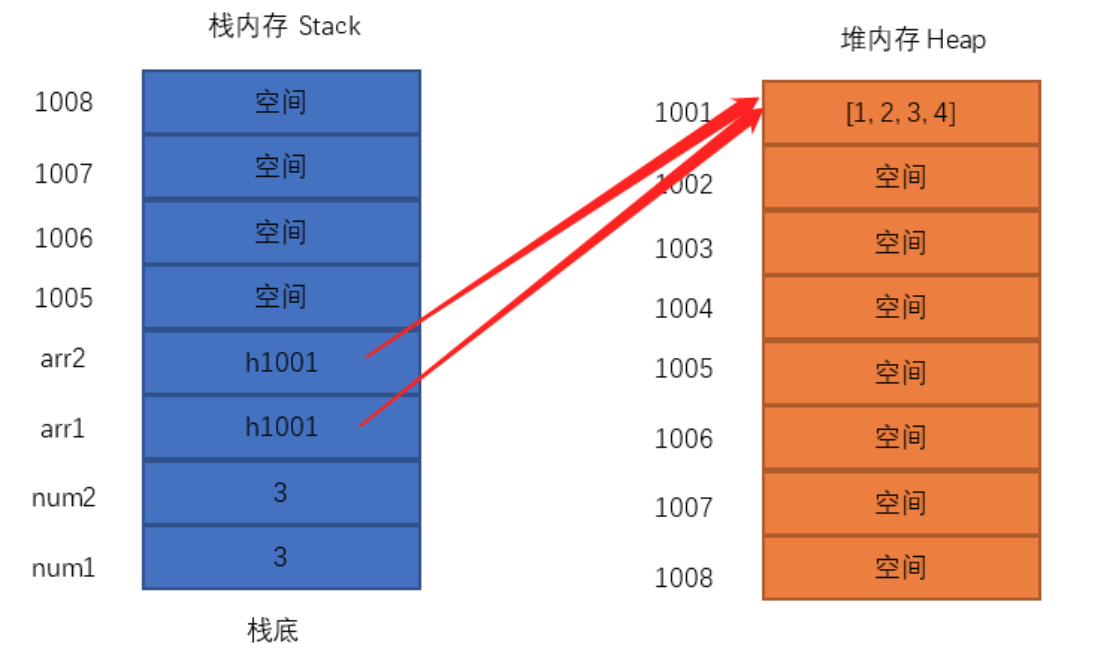 栈内存 Stack
1008 空间
1007 空间
1006 空间
1005 空间
arr2 h1001
arr1 h1001
num2 3
num1 3
栈底
堆内存 Heap
1001 [1, 2, 3, 4]
1002 空间
1003 空间
1004 空间
1005 空间
1006 空间
1007 空间
1008 空间